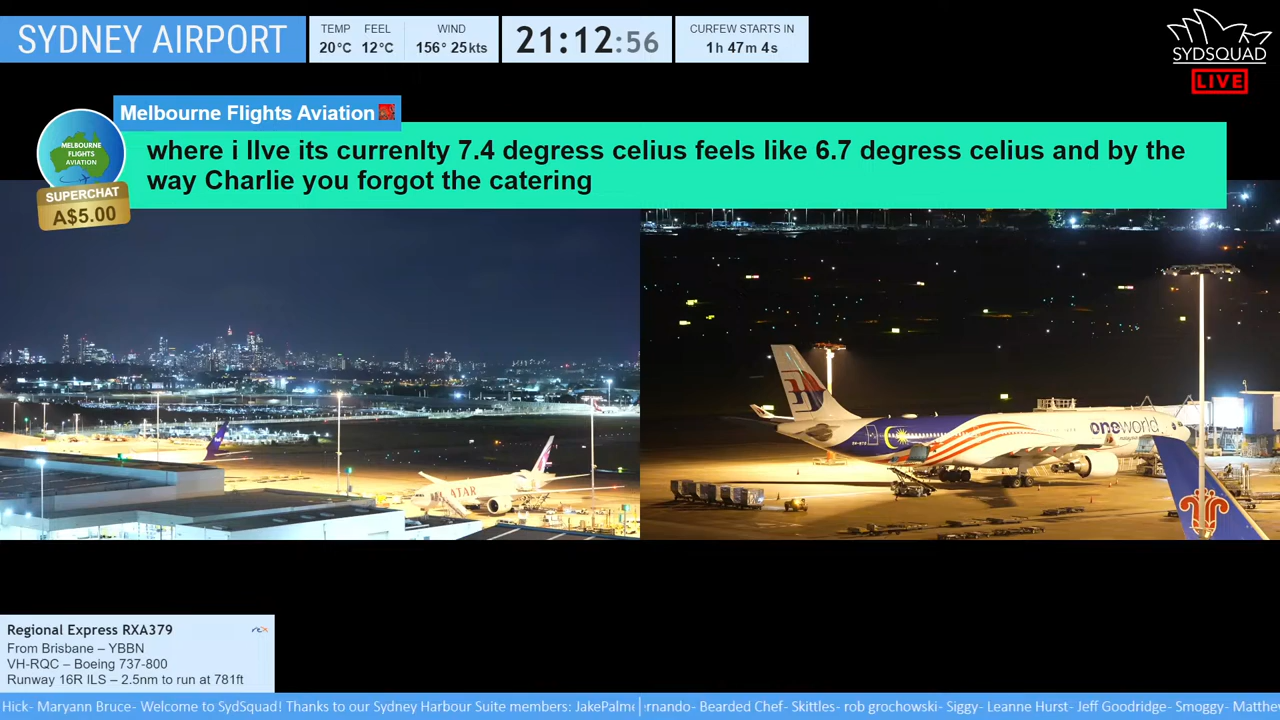 SYDNEY AIRPORT
TEMP FEEL WIND
20°C 12°C 156° 25kts
21:12:56
CURFEW STARTS IN
1h 47m 4s
SYDSQUAD
LIVE
Melbourne Flights Aviation
MELBOURNE
FLIGHTS
AVIATION
where i lIve its currenlty 7.4 degress celius feels like 6.7 degress celius and by the
way Charlie you forgot the catering
SUPERCHAT
A$5.00
QATAR
oneworld
Regional Express RXA379
rex
From Brisbane – YBBN
VH-RQC – Boeing 737-800
Runway 16R ILS – 2.5nm to run at 781ft
Hick- Maryann Bruce- Welcome to SydSquad! Thanks to our Sydney Harbour Suite members: JakePalme
rnando- Bearded Chef- Skittles- rob grochowski- Siggy- Leanne Hurst- Jeff Goodridge- Smoggy- Matthe